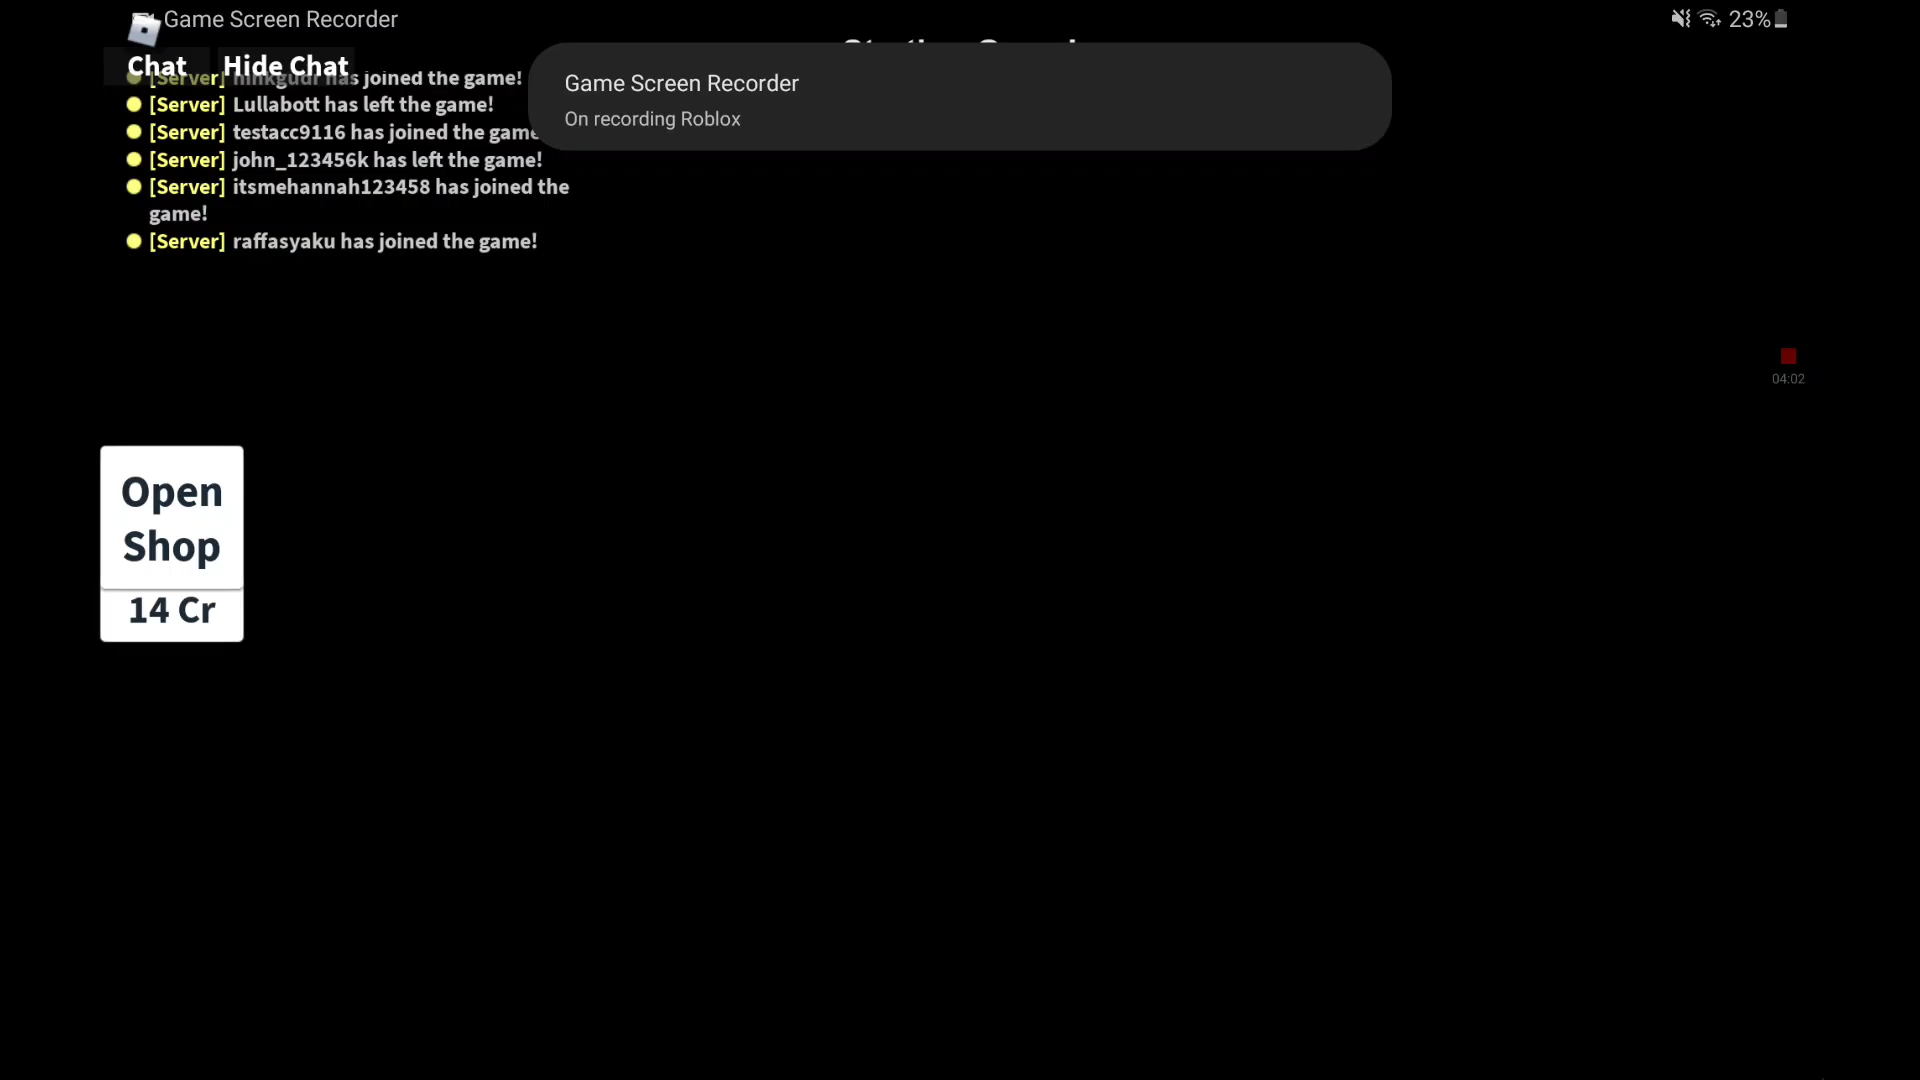 Game Screen Recorder
23%
Chat Hide Chat
Game Screen Recorder
On recording Roblox
[Server] has joined the game!
[Server] Lullabott has left the game!
[Server] testacc9116 has joined the game
[Server] john_123456k has left the game!
[Server] itsmehannah123458 has joined the
game!
[Server] raffasyaku has joined the game!
04:02
Open
Shop
14 Cr